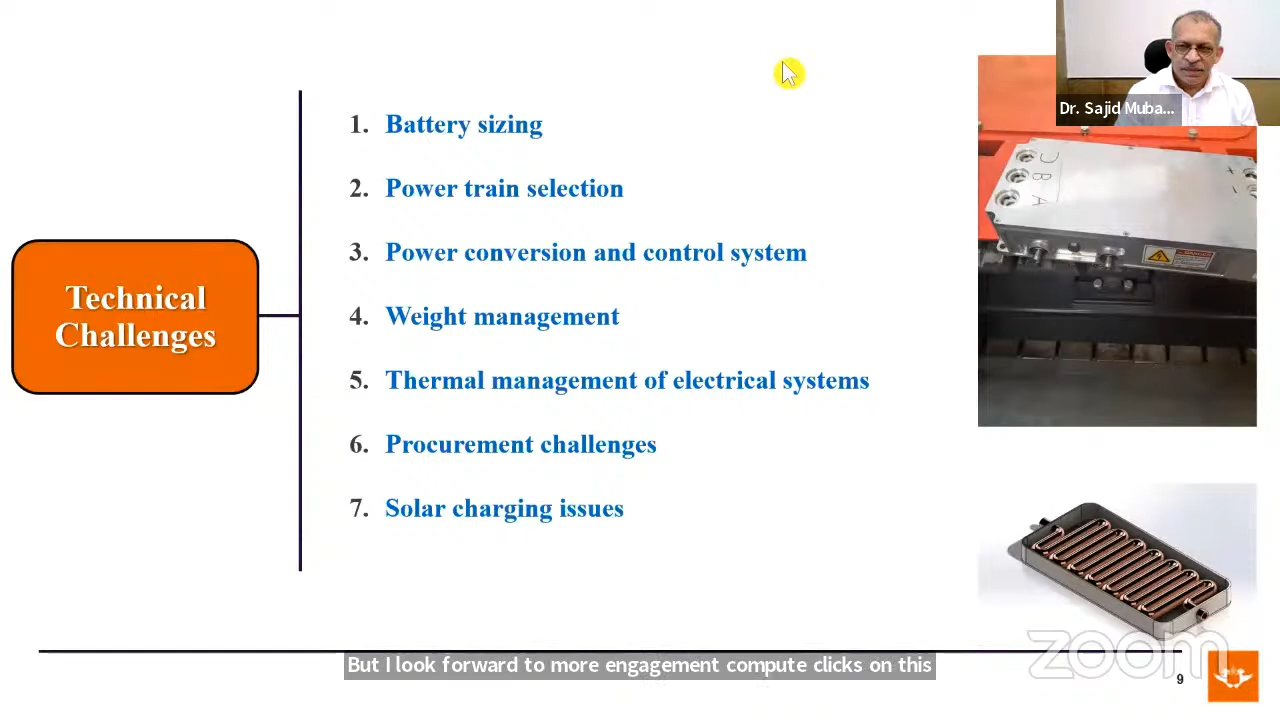 Dr. Sajid Muba...
1. Battery sizing
2. Power train selection
3. Power conversion and control system
4. Weight management
5. Thermal management of electrical systems
6. Procurement challenges
7. Solar charging issues
Technical
Challenges
D
B
A
+
-
zoom
But I look forward to more engagement compute clicks on this
9